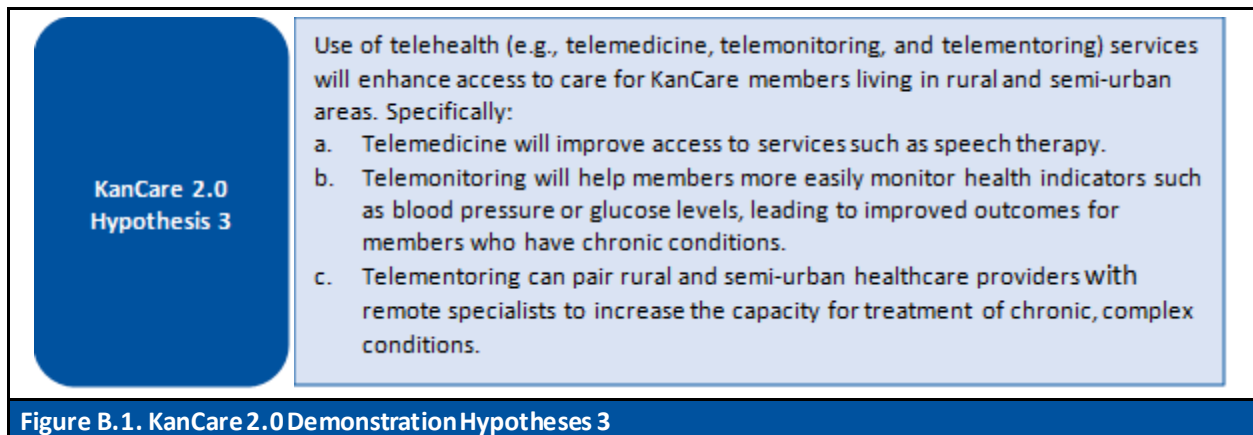 KanCare 2.0
Hypothesis 3
Use of telehealth (e.g., telemedicine, telemonitoring, and telementoring) services
will enhance access to care for KanCare members living in rural and semi-urban
areas. Specifically:
a. Telemedicine will improve access to services such as speech therapy.
b. Telemonitoring will help members more easily monitor health indicators such
as blood pressure or glucose levels, leading to improved outcomes for
members who have chronic conditions.
c. Telementoring can pair rural and semi-urban healthcare providers with
remote specialists to increase the capacity for treatment of chronic, complex
conditions.
Figure B.1. KanCare 2.0 Demonstration Hypotheses 3